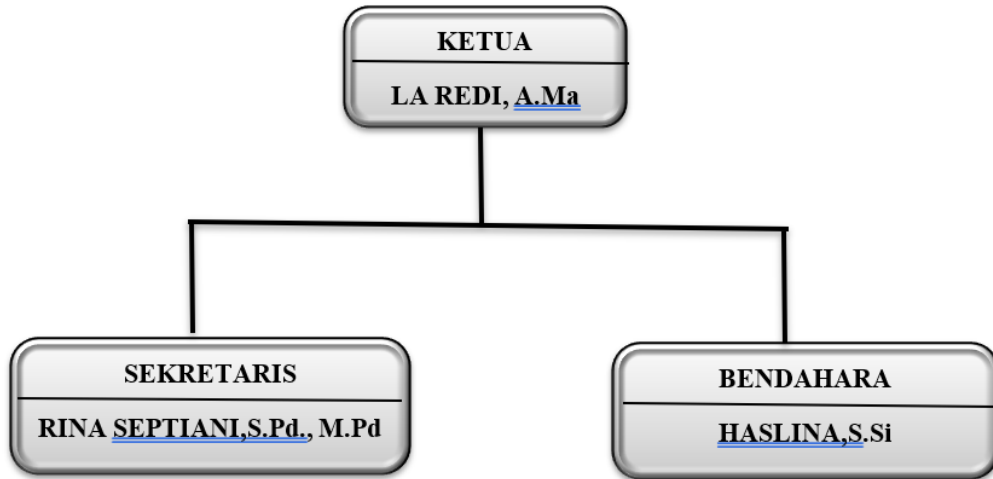 KETUA
LA REDI, A.Ma
SEKRETARIS
RINA SEPTIANI,S.Pd., M.Pd
BENDAHARA
HASLINA,S.Si